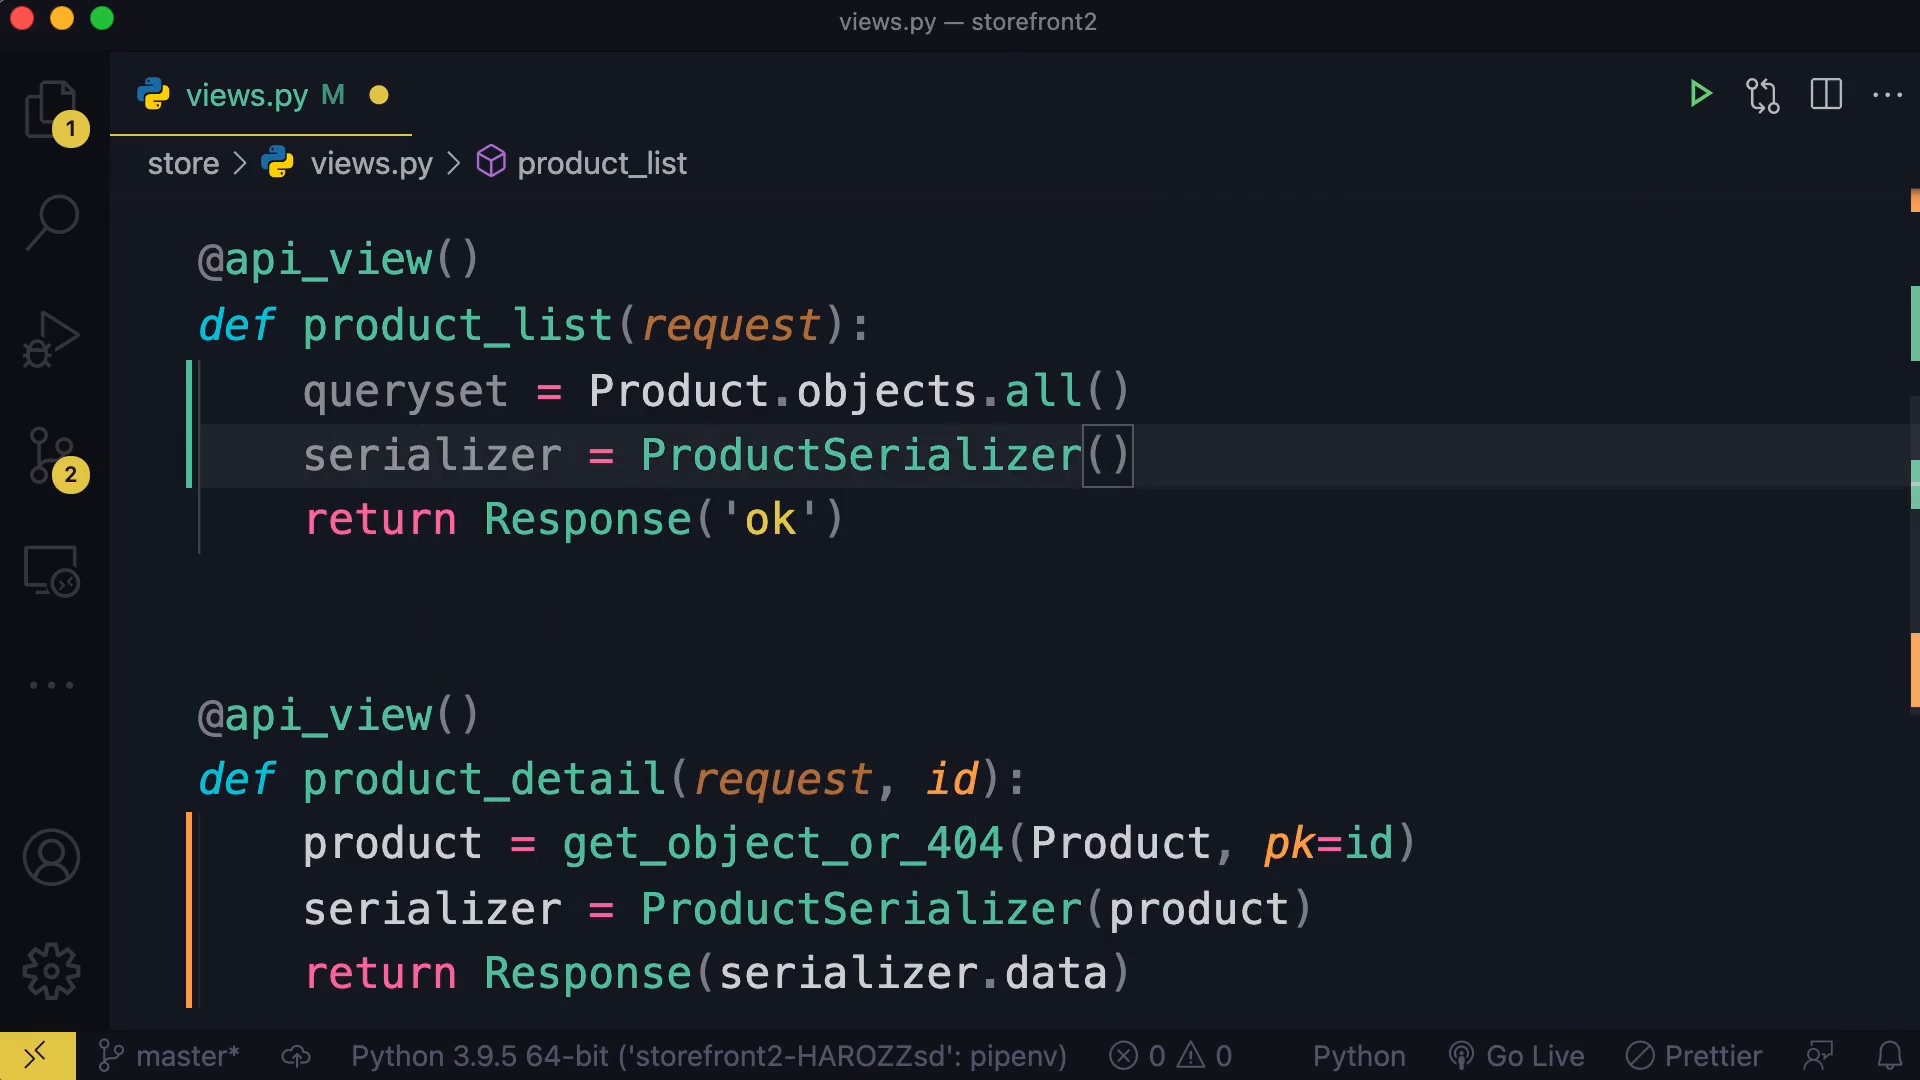 views.py — storefront2
views.py M
1
store > views.py > product_list
@api_view()
def product_list(request):
    queryset = Product.objects.all()
    serializer = ProductSerializer()
    return Response('ok')
2
@api_view()
def product_detail(request, id):
    product = get_object_or_404(Product, pk=id)
    serializer = ProductSerializer(product)
    return Response(serializer.data)
master* Python 3.9.5 64-bit ('storefront2-HAROZZsd': pipenv) 0 0 Python Go Live Prettier